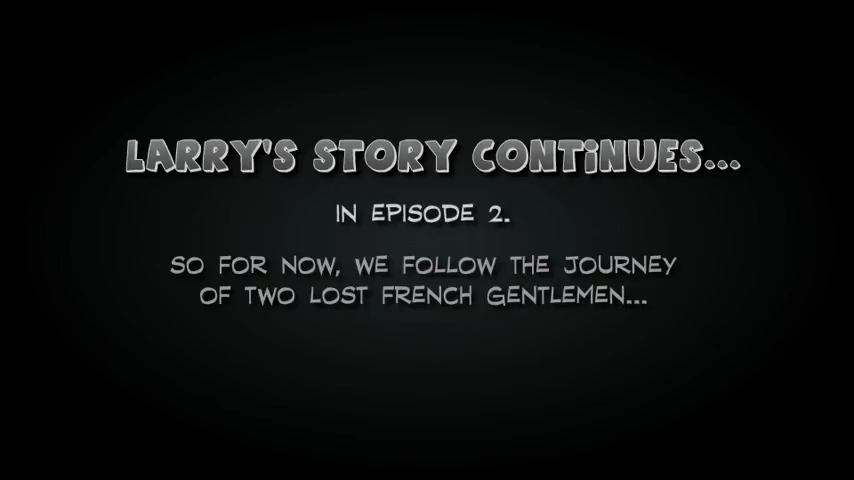 LARRY'S STORY CONTINUES...
IN EPISODE 2.
SO FOR NOW, WE FOLLOW THE JOURNEY
OF TWO LOST FRENCH GENTLEMEN...